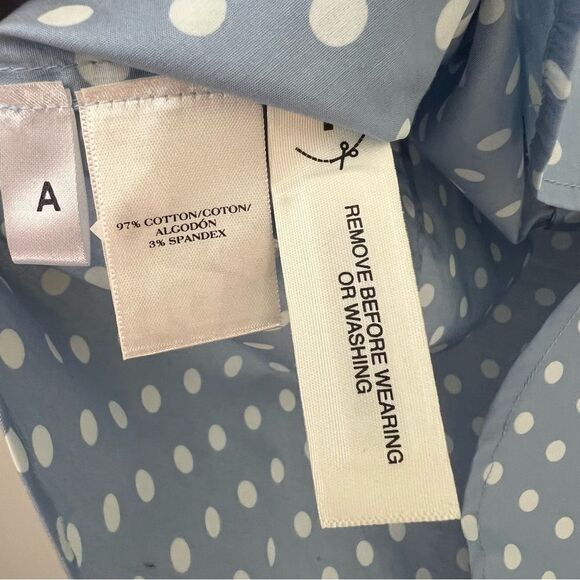 A
97% COTTON/COTON/
ALGODÓN
3% SPANDEX
REMOVE BEFORE WEARING
OR WASHING